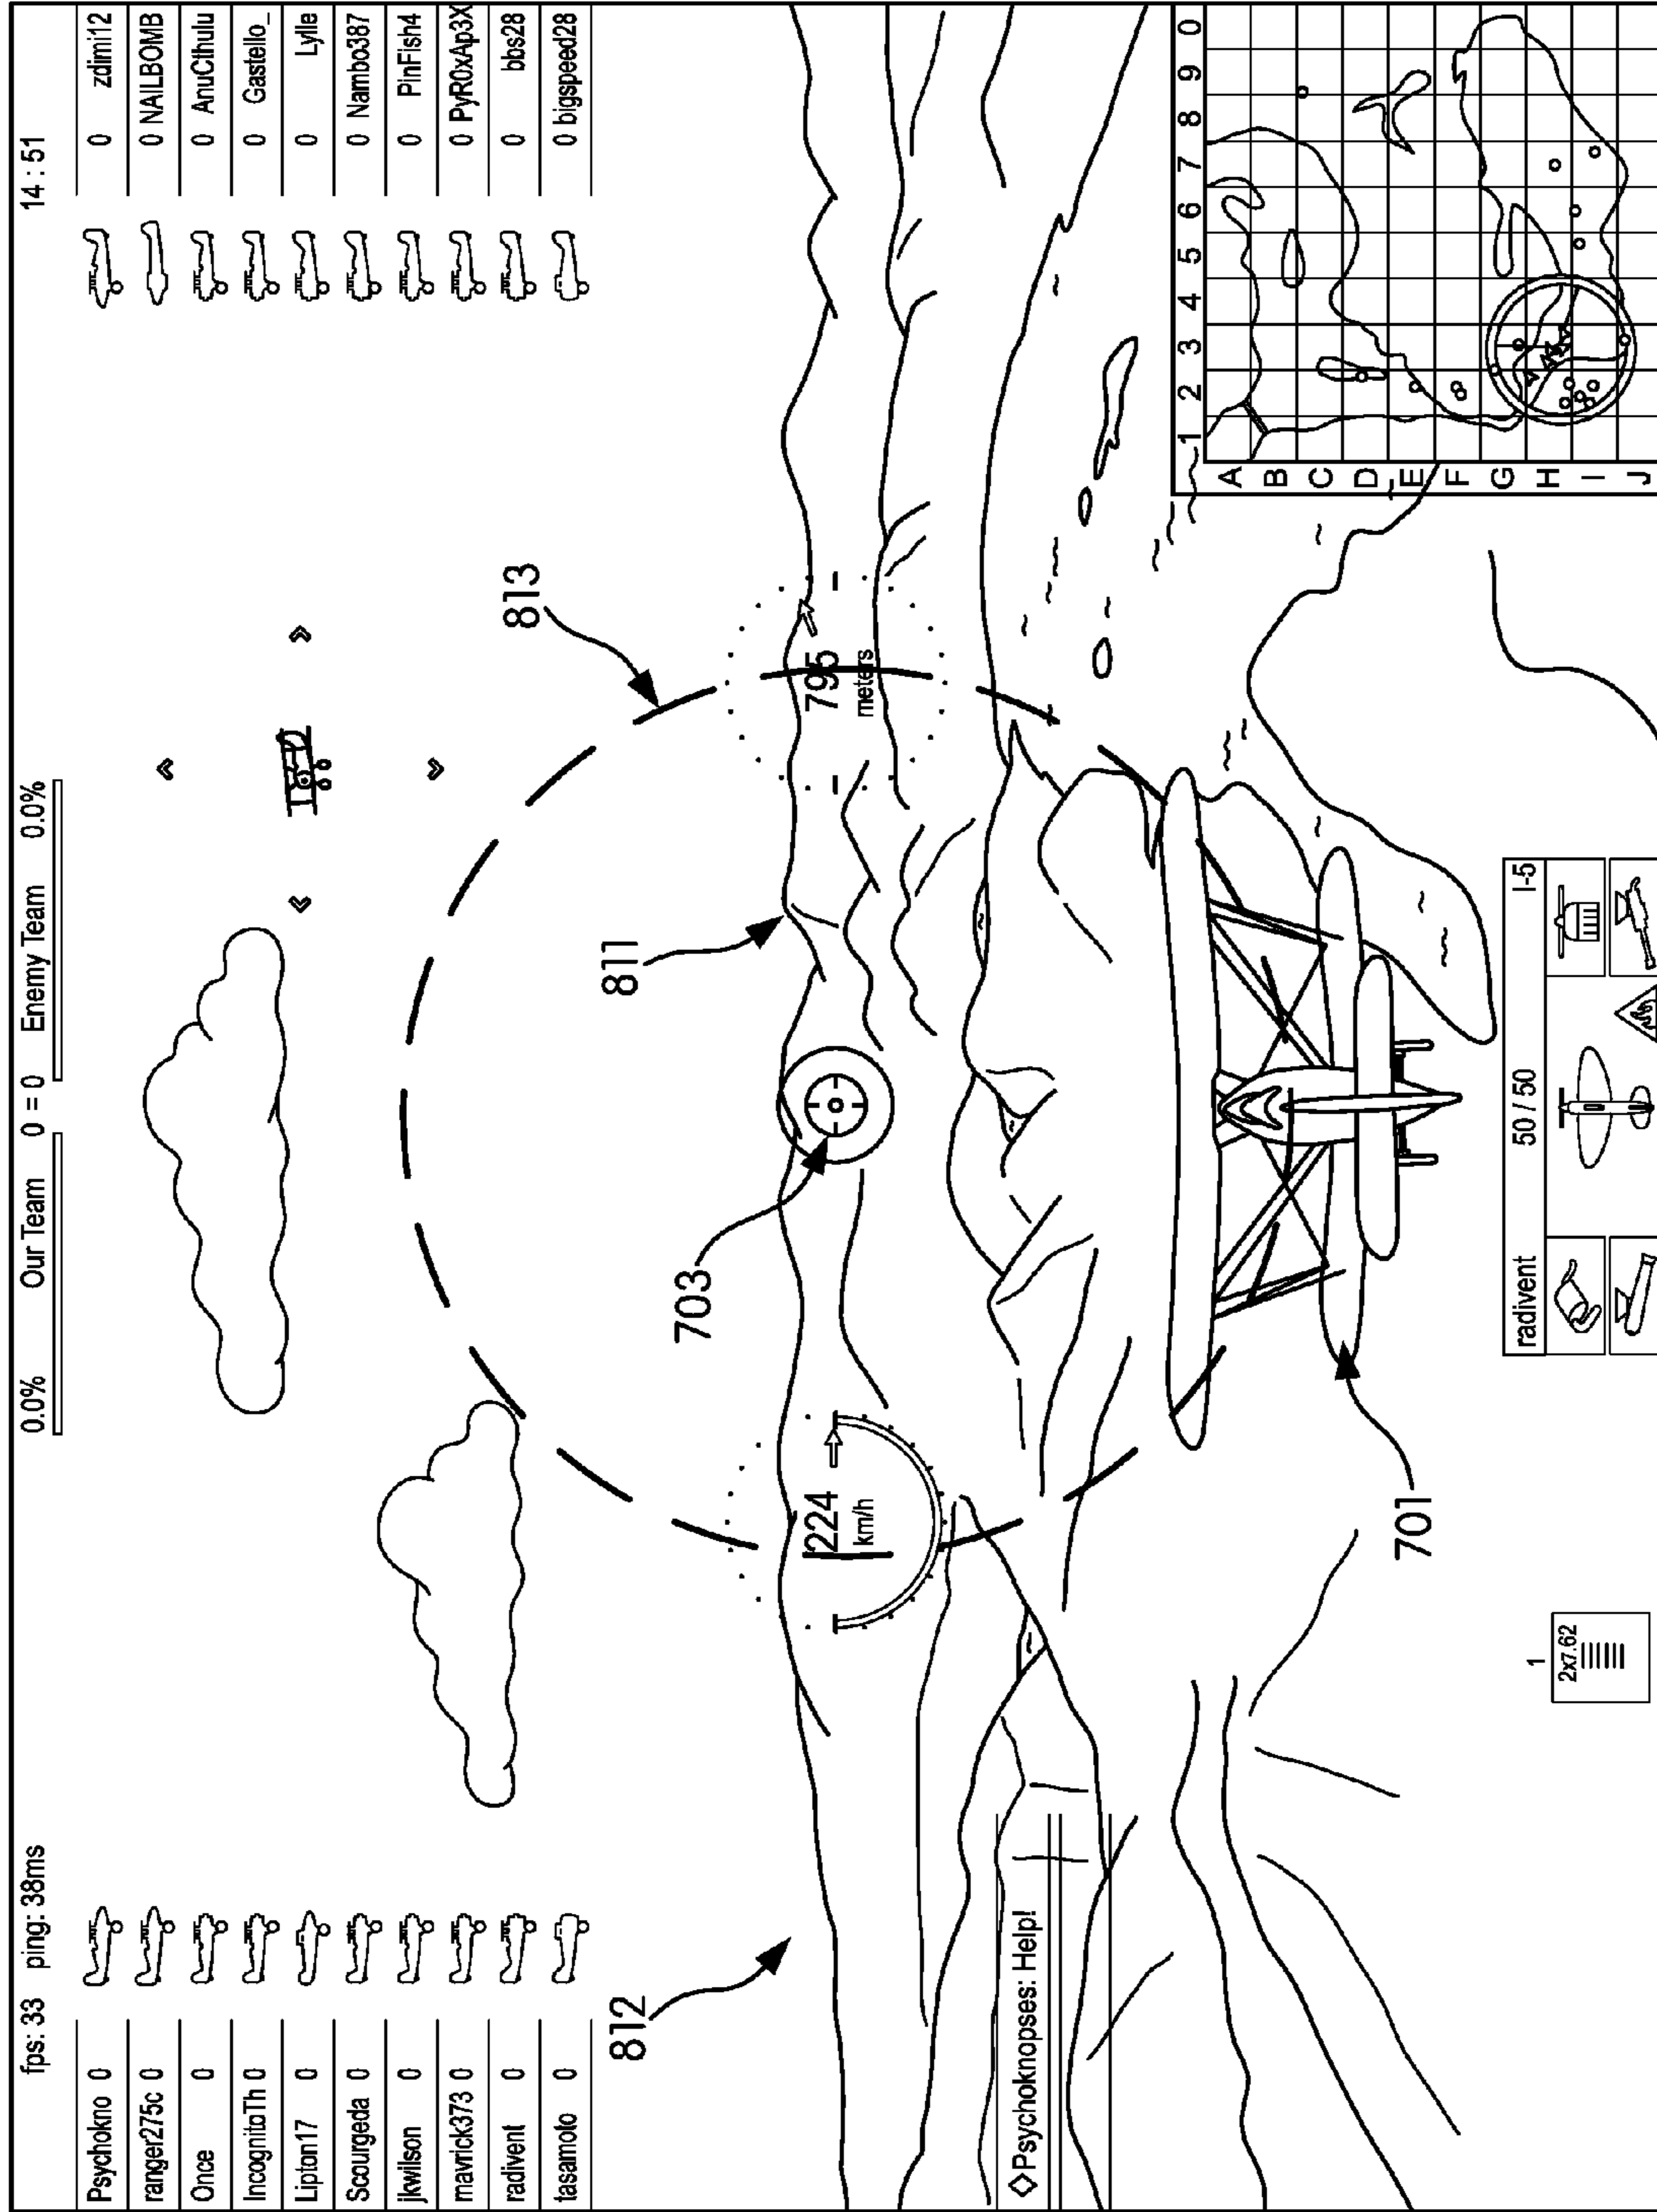 fps: 33 ping: 38ms
0.0% Our Team 0 = 0 Enemy Team 0.0%
14 : 51
Psychokno 0
ranger275c 0
Once 0
IncognitoTh 0
Lipton17 0
Scourgeda 0
jkwilson 0
mavrick373 0
radivent 0
tasamoto 0
0 zdimi12
0 NAILBOMB
0 AnuClhulu
0 Gastello_
0 Lylle
0 Nambo387
0 PinFish4
0 PyR0xAp3X
0 bbs28
0 bigspeed28
812
703
811
813
224
km/h
795
meters
◇Psychoknopses: Help!
701
1
2x7.62
radivent 50 / 50 I-5
1 2 3 4 5 6 7 8 9 0
A
B
C
D
E
F
G
H
I
J